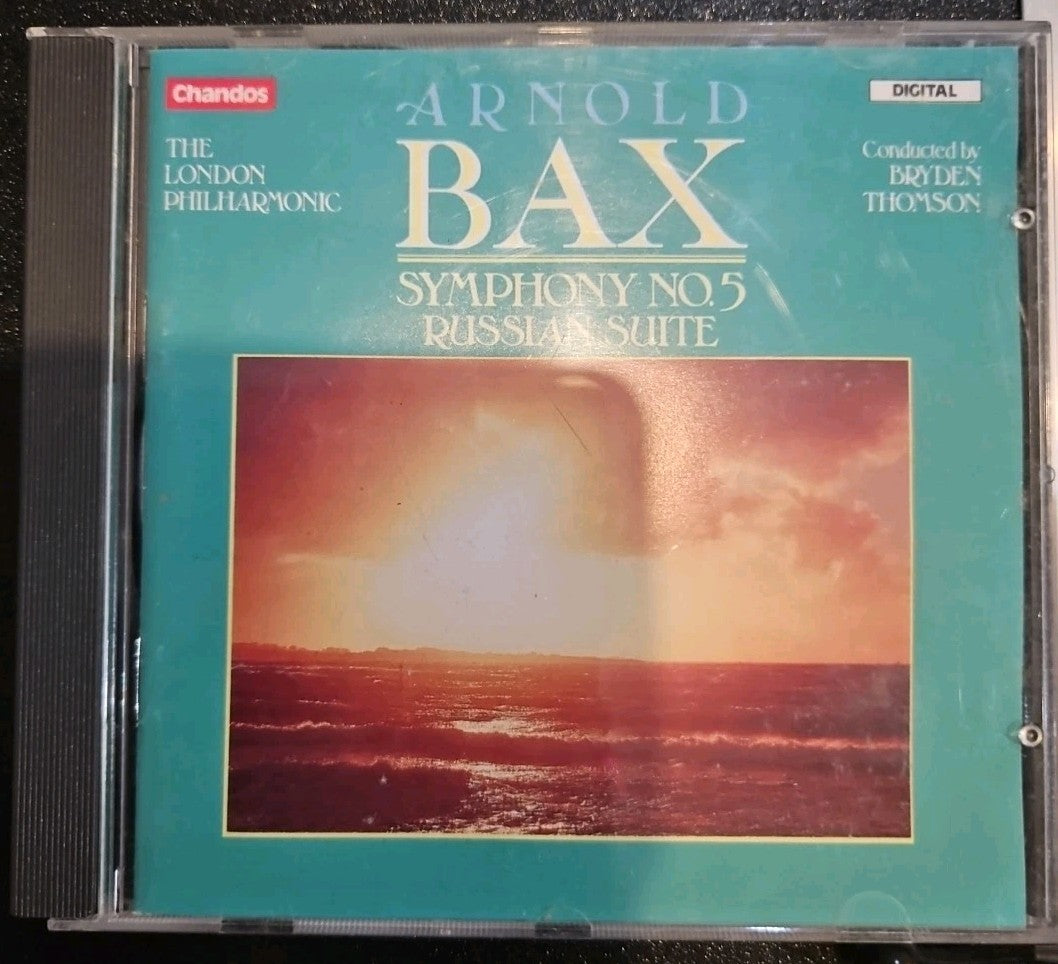 Chandos
THE
LONDON
PHILHARMONIC
ARNOLD
BAX
SYMPHONY NO.5
RUSSIAN SUITE
DIGITAL
Conducted by
BRYDEN
THOMSON